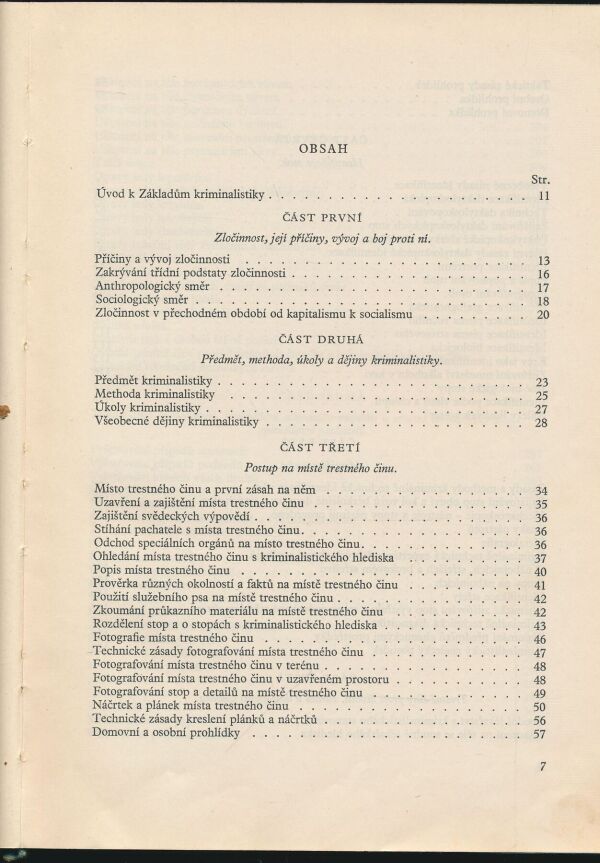 OBSAH
Str.
Úvod k Základům kriminalistiky . . . . . . . . . . . . . . . . . . . . 11
ČÁST PRVNÍ
Zločinnost, její příčiny, vývoj a boj proti ní.
Příčiny a vývoj zločinnosti . . . . . . . . . . . . . . . . . . . . . . 13
Zakrývání třídní podstaty zločinnosti . . . . . . . . . . . . . . . . . . 16
Anthropologický směr . . . . . . . . . . . . . . . . . . . . . . . 17
Sociologický směr . . . . . . . . . . . . . . . . . . . . . . . . . 18
Zločinnost v přechodném období od kapitalismu k socialismu . . . . . . . . 20
ČÁST DRUHÁ
Předmět, methoda, úkoly a dějiny kriminalistiky.
Předmět kriminalistiky . . . . . . . . . . . . . . . . . . . . . . . 23
Methoda kriminalistiky . . . . . . . . . . . . . . . . . . . . . . . 25
Úkoly kriminalistiky . . . . . . . . . . . . . . . . . . . . . . . . 27
Všeobecné dějiny kriminalistiky . . . . . . . . . . . . . . . . . . . . 28
ČÁST TŘETÍ
Postup na místě trestného činu.
Místo trestného činu a první zásah na něm . . . . . . . . . . . . . . . 34
Uzavření a zajištění místa trestného činu . . . . . . . . . . . . . . . . 35
Zajištění svědeckých výpovědí . . . . . . . . . . . . . . . . . . . . . 36
Stíhání pachatele s místa trestného činu . . . . . . . . . . . . . . . . . 36
Odchod speciálních orgánů na místo trestného činu . . . . . . . . . . . . 36
Ohledání místa trestného činu s kriminalistického hlediska . . . . . . . . . 37
Popis místa trestného činu . . . . . . . . . . . . . . . . . . . . . . 40
Prověrka různých okolností a faktů na místě trestného činu . . . . . . . . . 41
Použití služebního psa na místě trestného činu . . . . . . . . . . . . . . 42
Zkoumání průkazního materiálu na místě trestného činu . . . . . . . . . . 42
Rozdělení stop a o stopách s kriminalistického hlediska . . . . . . . . . . 43
Fotografie místa trestného činu . . . . . . . . . . . . . . . . . . . . 46
Technické zásady fotografování místa trestného činu . . . . . . . . . . . . 47
Fotografování místa trestného činu v terénu . . . . . . . . . . . . . . . 48
Fotografování místa trestného činu v uzavřeném prostoru . . . . . . . . . . 48
Fotografování stop a detailů na místě trestného činu . . . . . . . . . . . . 49
Náčrtek a plánek místa trestného činu . . . . . . . . . . . . . . . . . 50
Technické zásady kreslení plánků a náčrtků . . . . . . . . . . . . . . . 56
Domovní a osobní prohlídky . . . . . . . . . . . . . . . . . . . . . 57
7